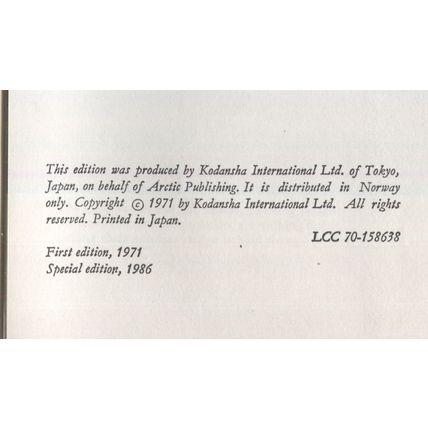 This edition was produced by Kodansha International Ltd. of Tokyo,
Japan, on behalf of Arctic Publishing. It is distributed in Norway
only. Copyright © 1971 by Kodansha International Ltd. All rights
reserved. Printed in Japan.
LCC 70-158638
First edition, 1971
Special edition, 1986